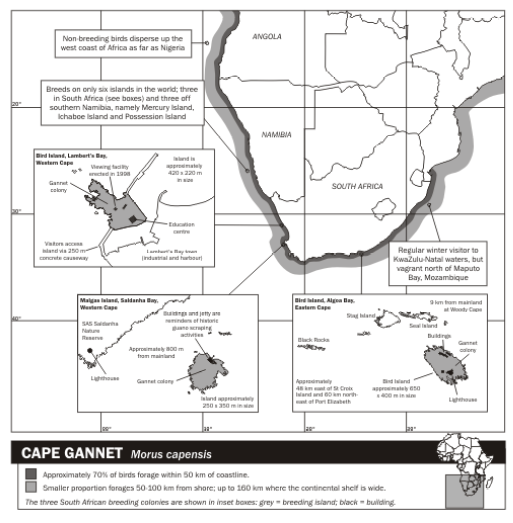 Non-breeding birds disperse up the
west coast of Africa as far as Nigeria
ANGOLA
Breeds on only six islands in the world; three
in South Africa (see boxes) and three off
southern Namibia, namely Mercury Island,
Ichaboe Island and Possession Island
20°
NAMIBIA
SOUTH AFRICA
Bird Island, Lambert's Bay,
Western Cape
Viewing facility
erected in 1998
Island is
approximately
420 x 220 m
in size
Gannet
colony
Education
centre
Visitors access
island via 250 m
concrete causeway
Lambert's Bay town
(industrial and harbour)
30°
Regular winter visitor to
KwaZulu-Natal waters, but
vagrant north of Maputo
Bay, Mozambique
Malgas Island, Saldanha Bay,
Western Cape
Buildings and jetty are
reminders of historic
guano scraping
activities
SAS Saldanha
Nature
Reserve
Approximately 800 m
from mainland
Lighthouse
Gannet colony
Island approximately
250 x 350 m in size
Bird Island, Algoa Bay,
Eastern Cape
9 km from mainland
at Woody Cape
Stag Island
Seal Island
Black Rocks
Buildings
Gannet
colony
Approximately
48 km east of St Croix
Island and 60 km north-
east of Port Elizabeth
Bird Island
approximately 650
x 400 m in size
Lighthouse
40°
20°
CAPE GANNET Morus capensis
Approximately 70% of birds forage within 50 km of coastline.
Smaller proportion forages 50-100 km from shore; up to 160 km where the continental shelf is wide.
The three South African breeding colonies are shown in inset boxes: grey = breeding island; black = building.